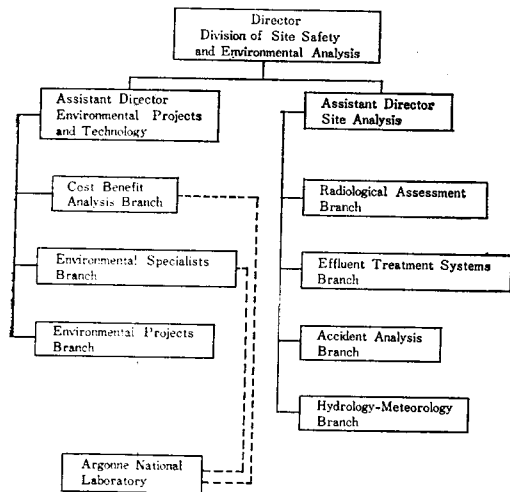 Director
Division of Site Safety
and Environmental Analysis
Assistant Director
Environmental Projects
and Technology
Cost Benefit
Analysis Branch
Environmental Specialists
Branch
Environmental Projects
Branch
Argonne National
Laboratory
Assistant Director
Site Analysis
Radiological Assessment
Branch
Effluent Treatment Systems
Branch
Accident Analysis
Branch
Hydrology-Meteorology
Branch